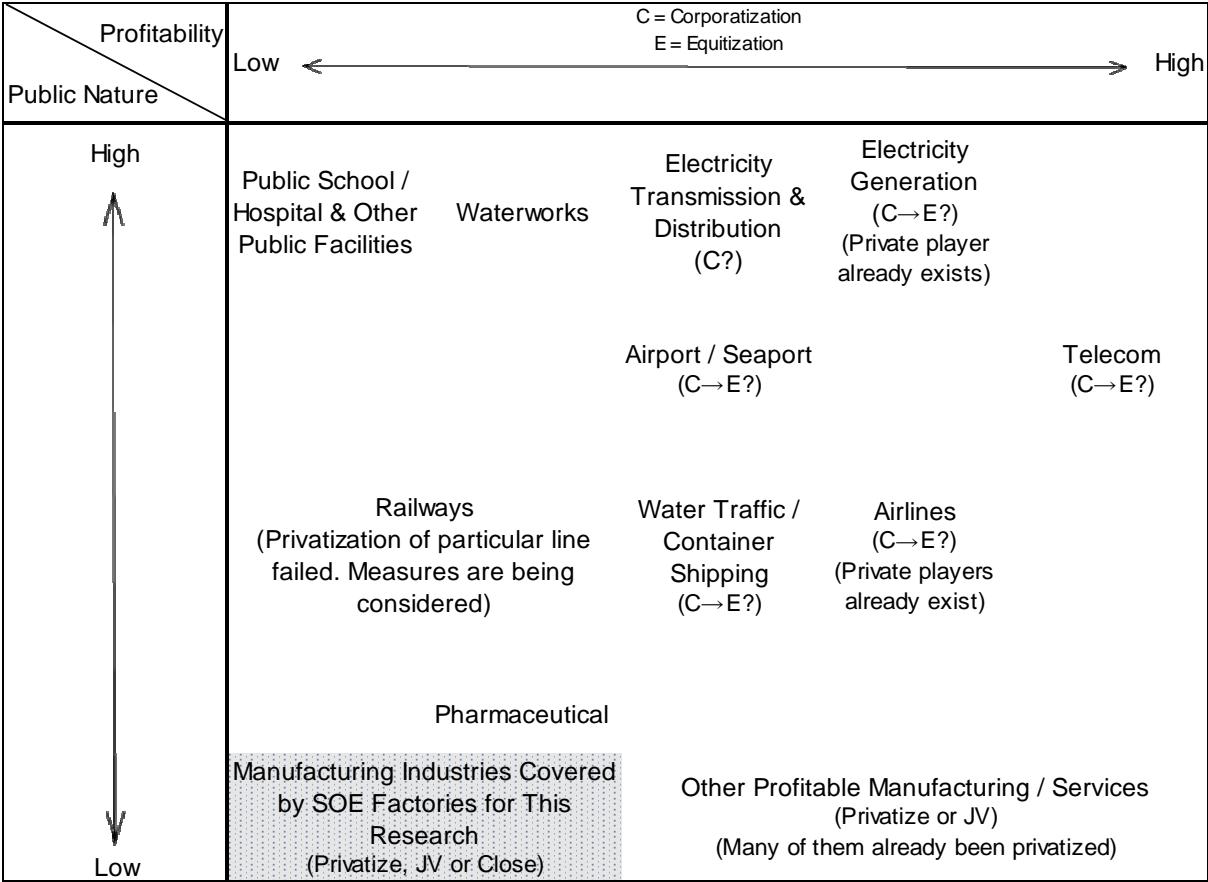 Profitability
Public Nature
C = Corporatization
E = Equitization
Low
High
High
Public School /
Hospital & Other
Public Facilities
Waterworks
Electricity
Transmission &
Distribution
(C?)
Electricity
Generation
(C→E?)
(Private player
already exists)
Airport / Seaport
(C→E?)
Telecom
(C→E?)
Railways
(Privatization of particular line
failed. Measures are being
considered)
Water Traffic /
Container
Shipping
(C→E?)
Airlines
(C→E?)
(Private players
already exist)
Pharmaceutical
Manufacturing Industries Covered
by SOE Factories for This
Research
(Privatize, JV or Close)
Other Profitable Manufacturing / Services
(Privatize or JV)
(Many of them already been privatized)
Low